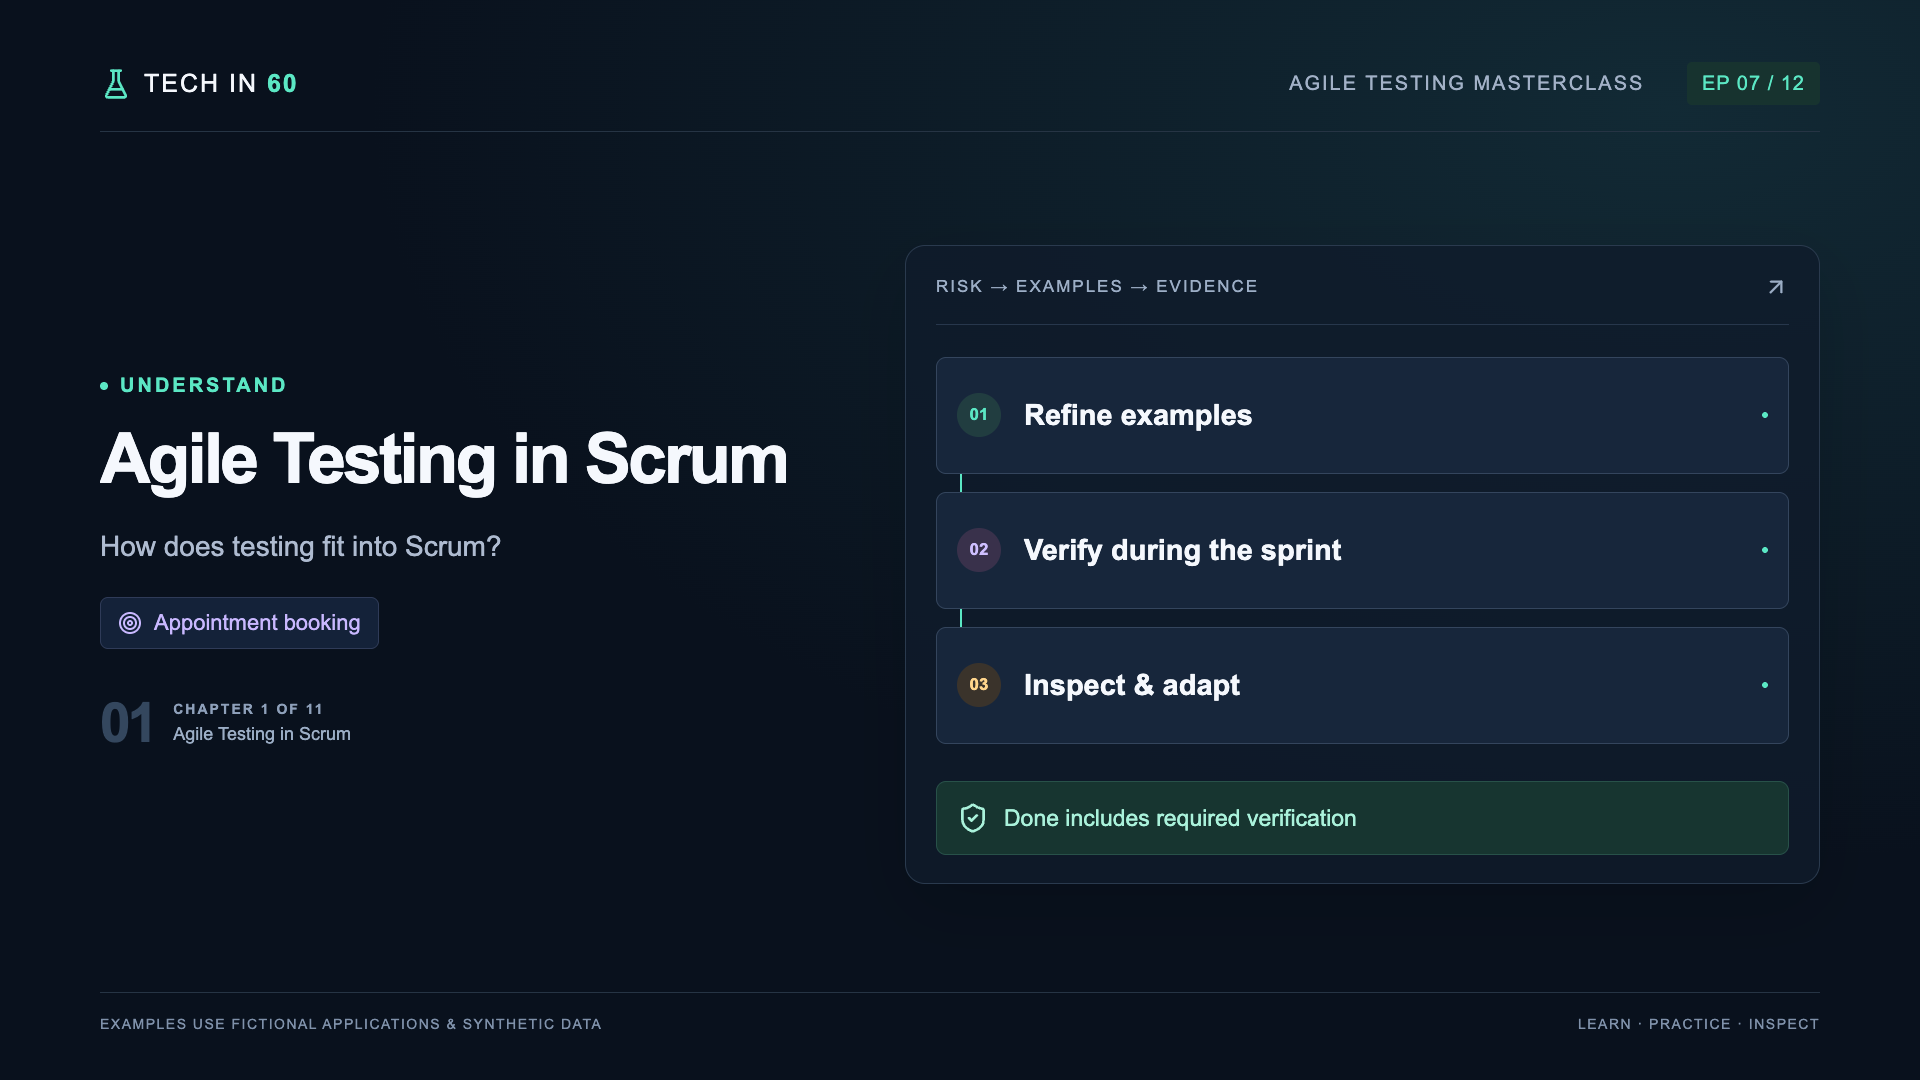 TECH IN 60
AGILE TESTING MASTERCLASS
EP 07 / 12
• UNDERSTAND
Agile Testing in Scrum
How does testing fit into Scrum?
Appointment booking
01
CHAPTER 1 OF 11
Agile Testing in Scrum
RISK → EXAMPLES → EVIDENCE
01 Refine examples
02 Verify during the sprint
03 Inspect & adapt
Done includes required verification
EXAMPLES USE FICTIONAL APPLICATIONS & SYNTHETIC DATA
LEARN · PRACTICE · INSPECT